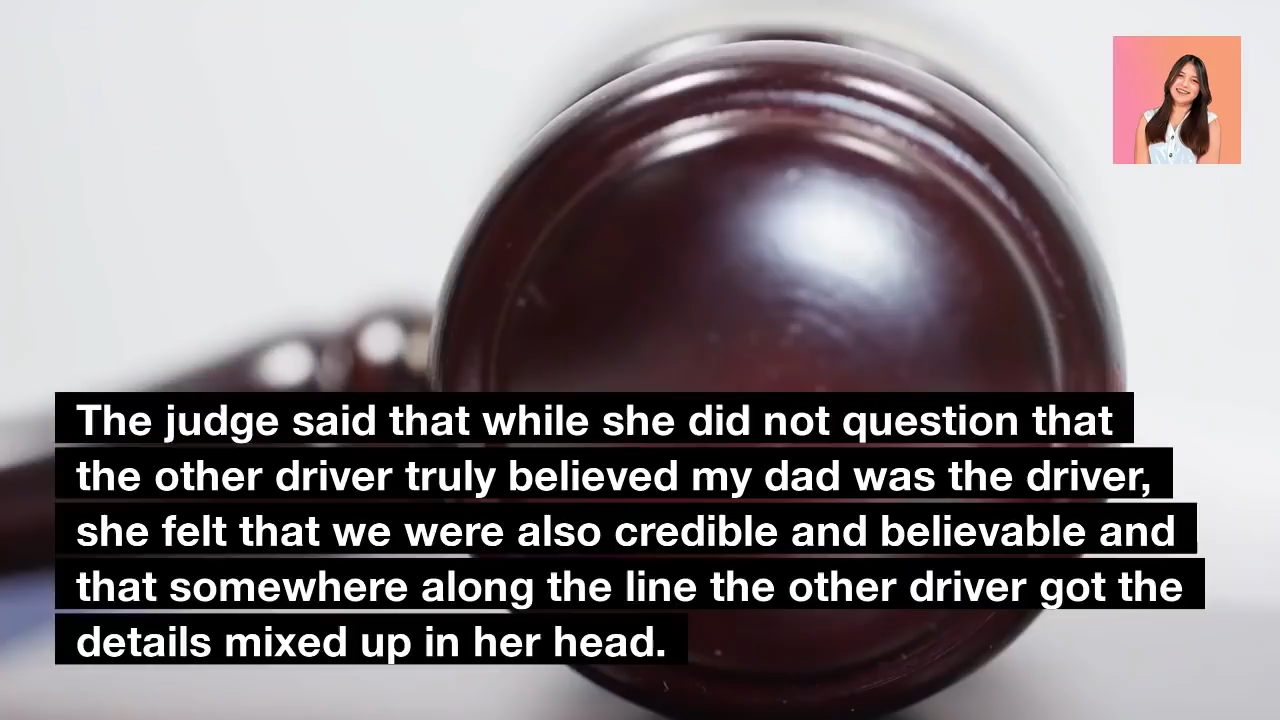 The judge said that while she did not question that
the other driver truly believed my dad was the driver,
she felt that we were also credible and believable and
that somewhere along the line the other driver got the
details mixed up in her head.